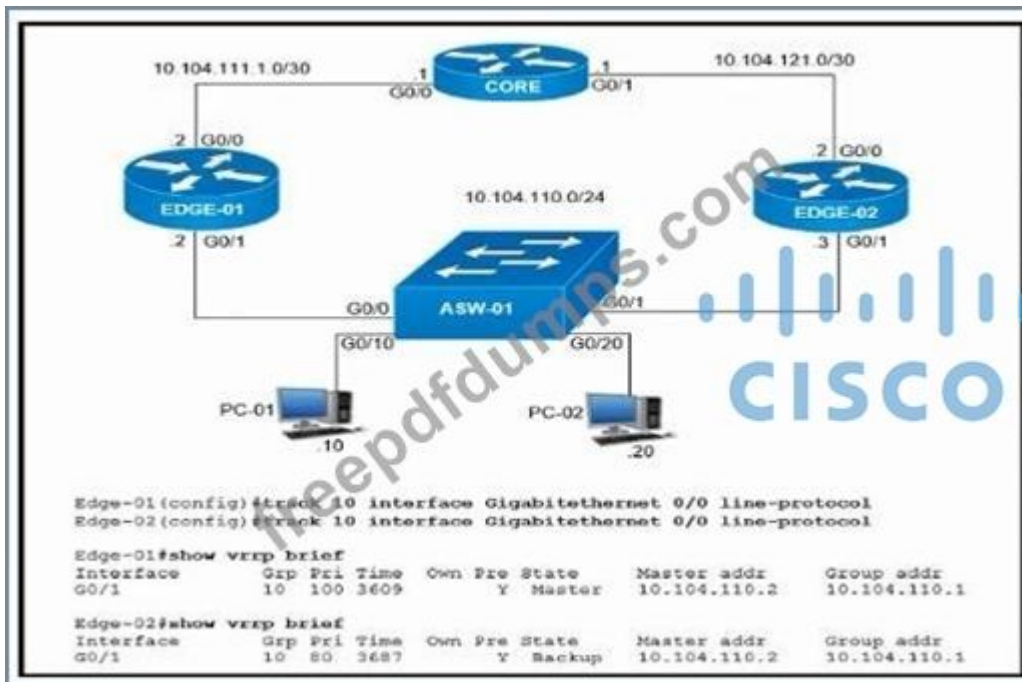 10.104.111.1.0/30
10.104.121.0/30
.1
.1
G0/0
CORE
G0/1
.2 G0/0
.2 G0/0
EDGE-01
10.104.110.0/24
EDGE-02
.2 G0/1
.3 G0/1
G0/0
ASW-01
G0/1
G0/10
G0/20
PC-01
PC-02
.10
.20
CISCO
freepdfdumps.com
Edge-01(config)#track 10 interface Gigabitethernet 0/0 line-protocol
Edge-02(config)#track 10 interface Gigabitethernet 0/0 line-protocol
Edge-01#show vrrp brief
Interface Grp Pri Time Own Pre State Master addr Group addr
G0/1 10 100 3609 Y Master 10.104.110.2 10.104.110.1
Edge-02#show vrrp brief
Interface Grp Pri Time Own Pre State Master addr Group addr
G0/1 10 80 3687 Y Backup 10.104.110.2 10.104.110.1